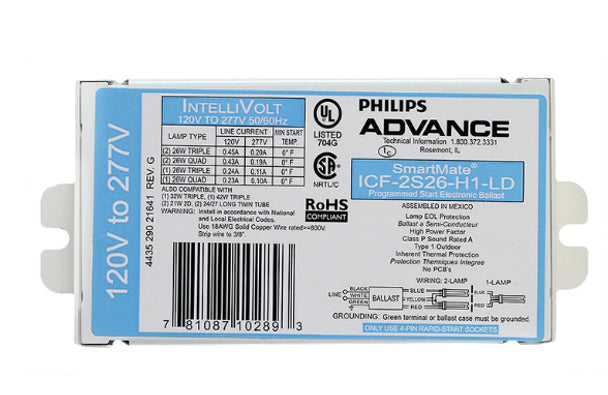 120V to 277V
4435 290 21641 REV. G
INTELLIVOLT
120V TO 277V 50/60Hz
LAMP TYPE LINE CURRENT MIN START
120V 277V TEMP.
(2) 26W TRIPLE 0.45A 0.20A 0° F
(2) 26W QUAD 0.43A 0.19A 0° F
(1) 26W TRIPLE 0.24A 0.11A 0° F
(1) 26W QUAD 0.23A 0.10A 0° F
ALSO COMPATIBLE WITH
(1) 32W TRIPLE, (1) 42W TRIPLE
(2) 21W 2D, (2) 24/27 LONG TWIN TUBE
WARNING: Install in accordance with National
and Local Electrical Codes.
Use 18AWG Solid Copper Wire rated>=600V.
Strip wire to 3/8".
7 81087 10289 3
UL
LISTED
704G
SA
NRTL/C
RoHS
COMPLIANT
PHILIPS
ADVANCE
Technical Information 1.800.372.3331
Rosemont, IL
SmartMate®
ICF-2S26-H1-LD
Programmed Start Electronic Ballast
ASSEMBLED IN MEXICO
Lamp EOL Protection
Ballast a Semi-Conducteur
High Power Factor
Class P Sound Rated A
Type 1 Outdoor
Inherent Thermal Protection
Protection Thermiques Integree
No PCB's
WIRING: 2-LAMP 1-LAMP
LINE BLACK WHITE GREEN BALLAST BLUE YELLOW RED BLUE RED
GROUNDING: Green terminal or ballast case must be grounded.
USE ONLY 4-PIN RAPID-START SOCKETS